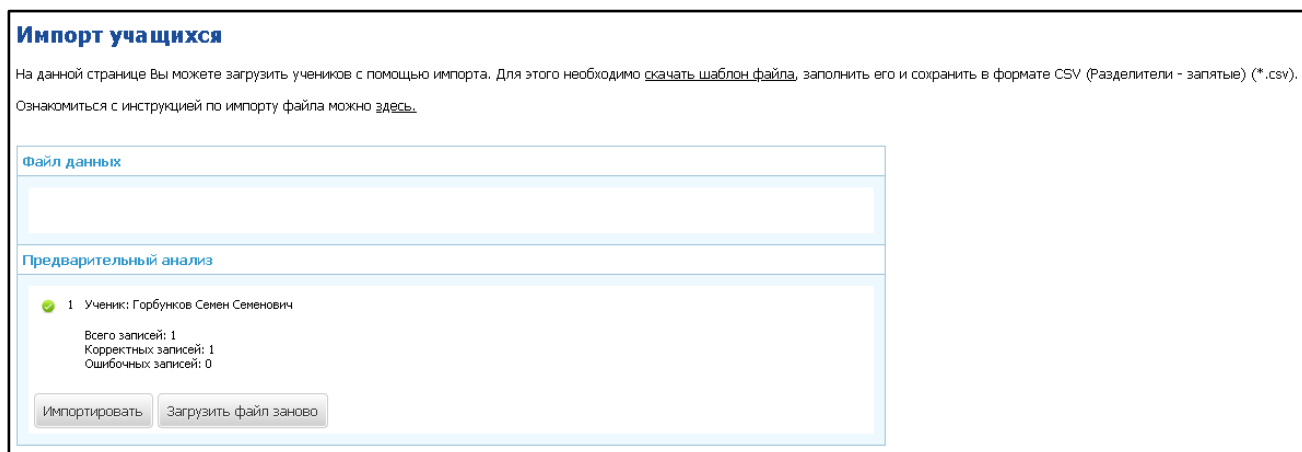 Импорт учащихся
На данной странице Вы можете загрузить учеников с помощью импорта. Для этого необходимо скачать шаблон файла, заполнить его и сохранить в формате CSV (Разделители - запятые) (*.csv).
Ознакомиться с инструкцией по импорту файла можно здесь.
Файл данных
Предварительный анализ
1 Ученик: Горбунков Семен Семенович
Всего записей: 1
Корректных записей: 1
Ошибочных записей: 0
Импортировать Загрузить файл заново